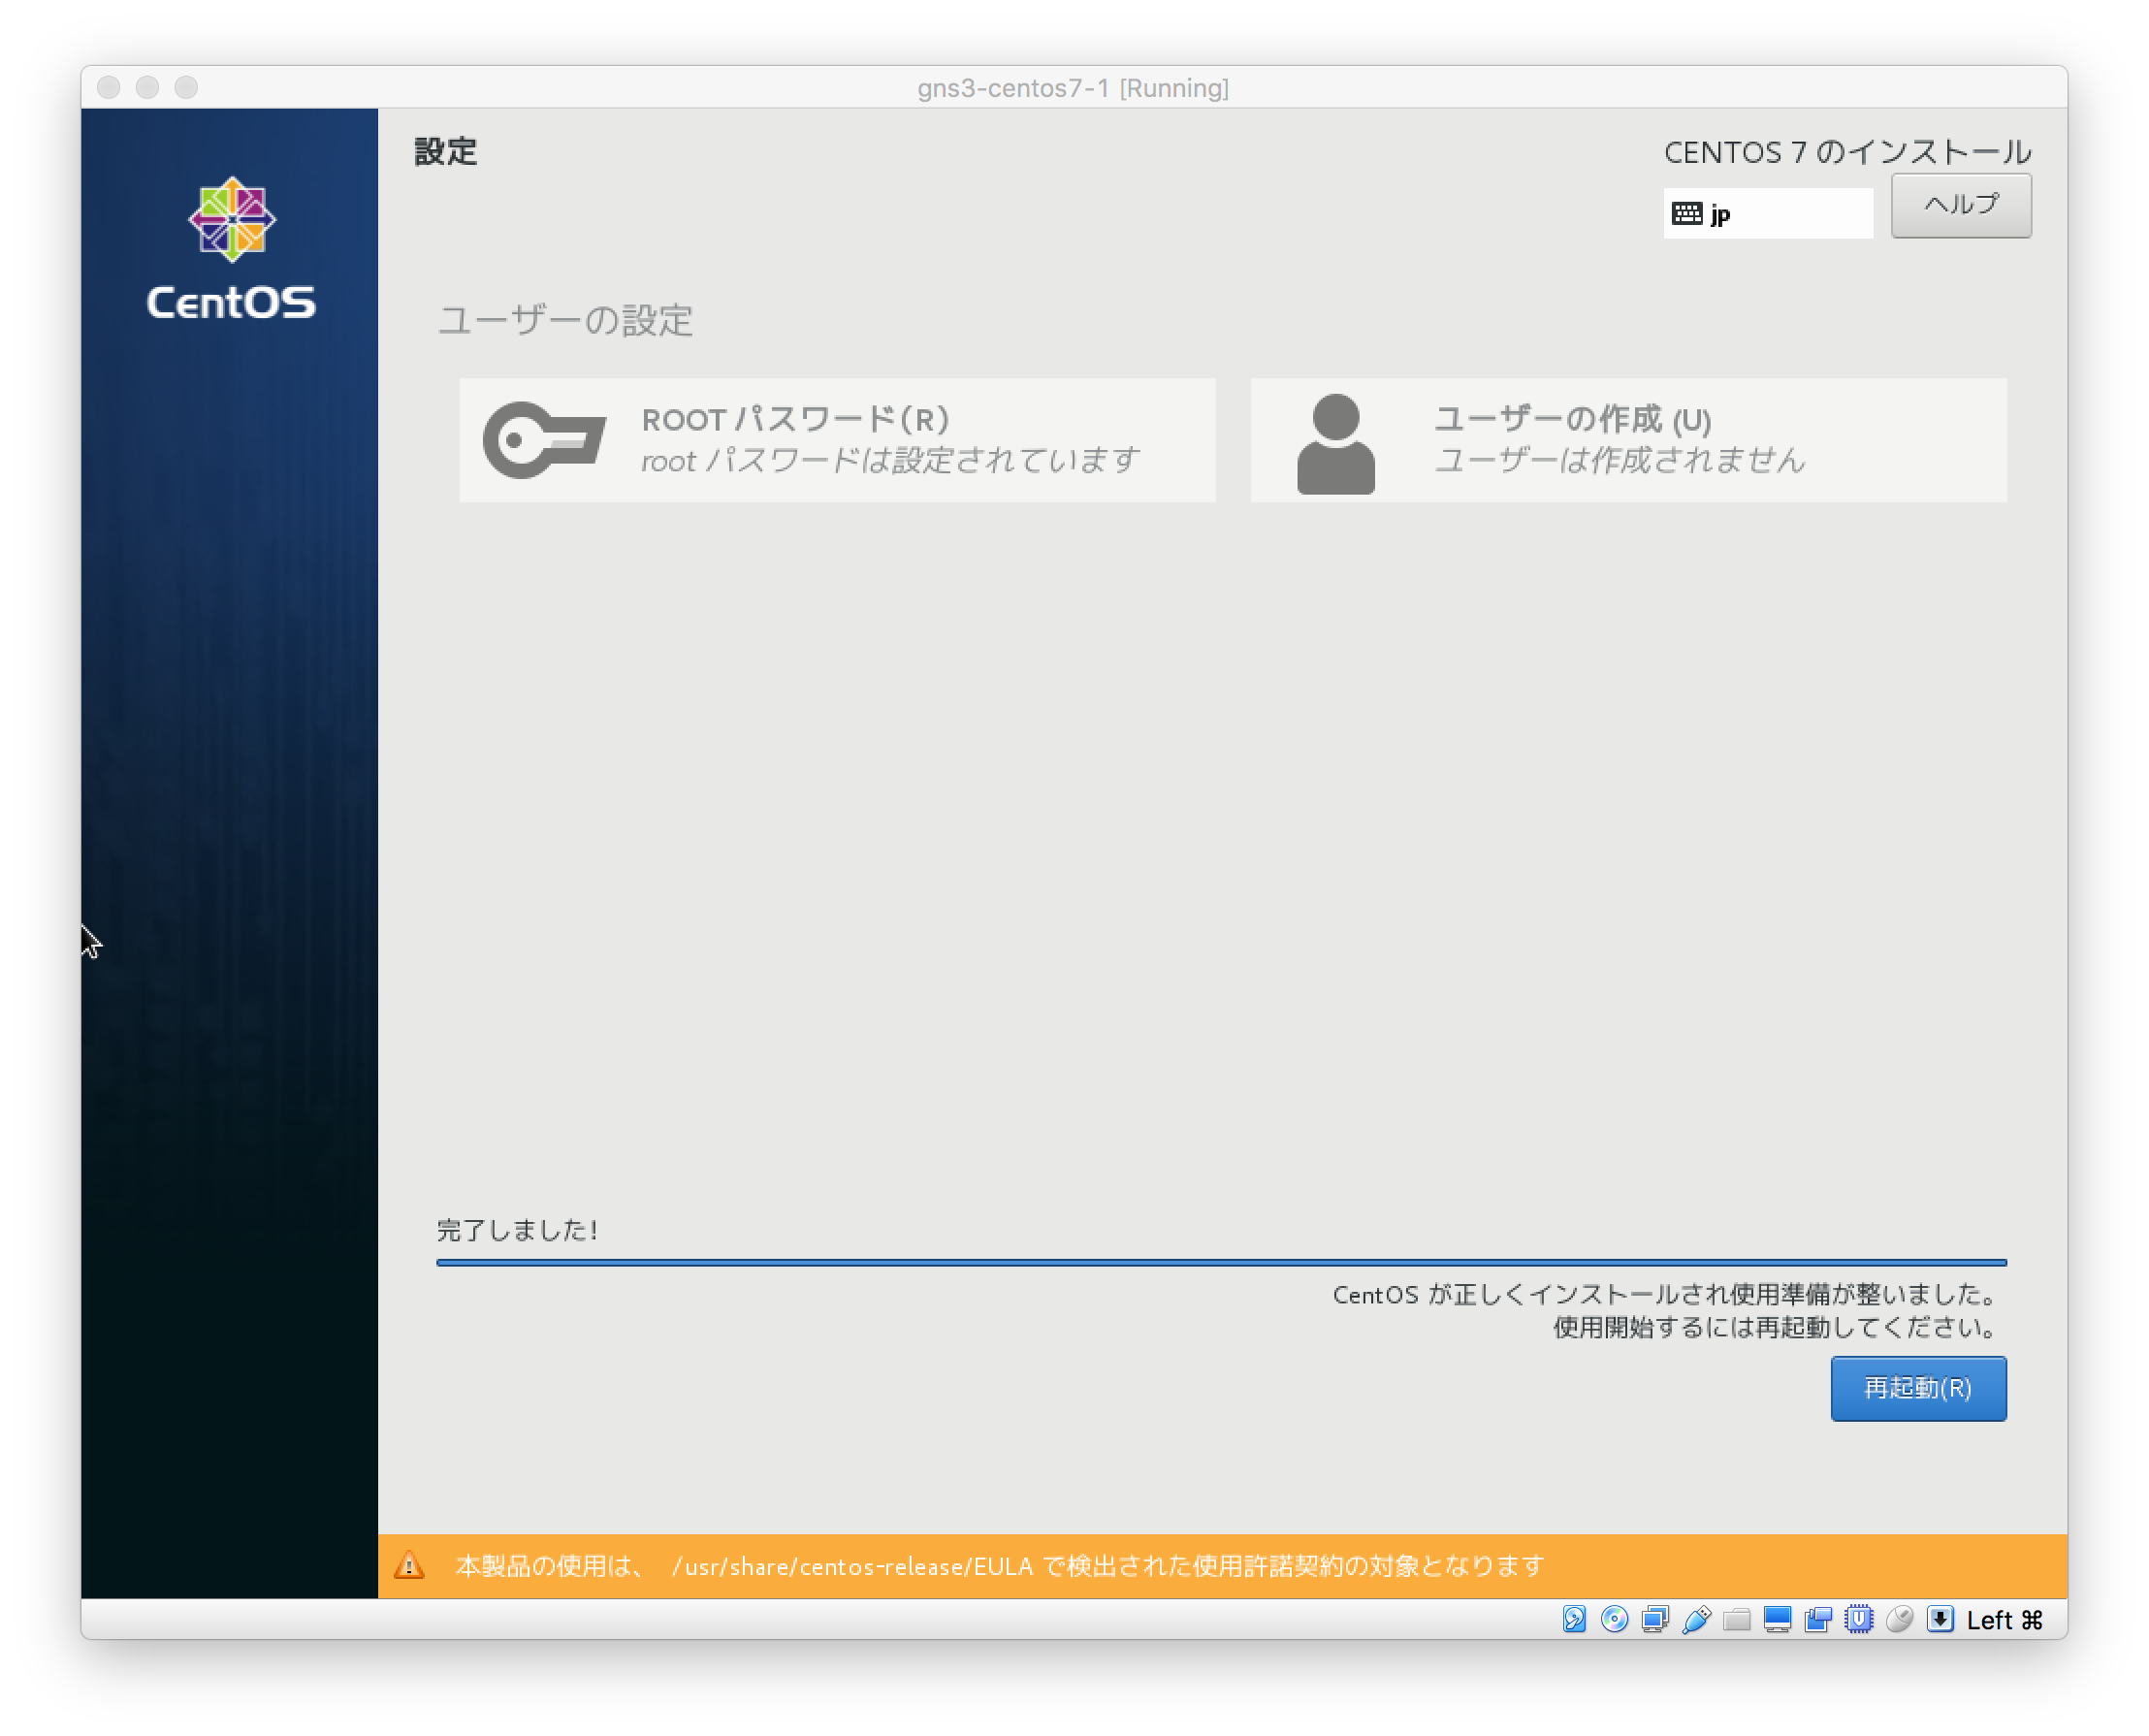 gns3-centos7-1 [Running]
CentOS
設定
CENTOS 7 のインストール
jp
ヘルプ
ユーザーの設定
ROOT パスワード(R)
root パスワードは設定されています
ユーザーの作成 (U)
ユーザーは作成されません
完了しました!
CentOS が正しくインストールされ使用準備が整いました。
使用開始するには再起動してください。
再起動(R)
本製品の使用は、 /usr/share/centos-release/EULA で検出された使用許諾契約の対象となります
Left ⌘